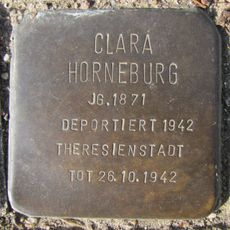 CLARA
HORNEBURG
JG. 1871
DEPORTIERT 1942
THERESIENSTADT
TOT 26.10.1942